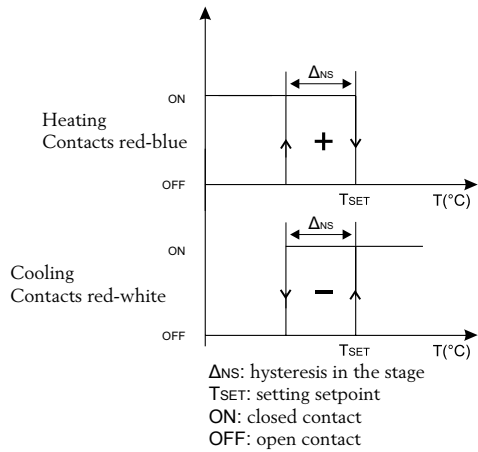 ΔNS
ON
Heating
Contacts red-blue
+
OFF
TSET
T(°C)
ΔNS
ON
Cooling
Contacts red-white
−
OFF
TSET
T(°C)
ΔNS: hysteresis in the stage
TSET: setting setpoint
ON: closed contact
OFF: open contact